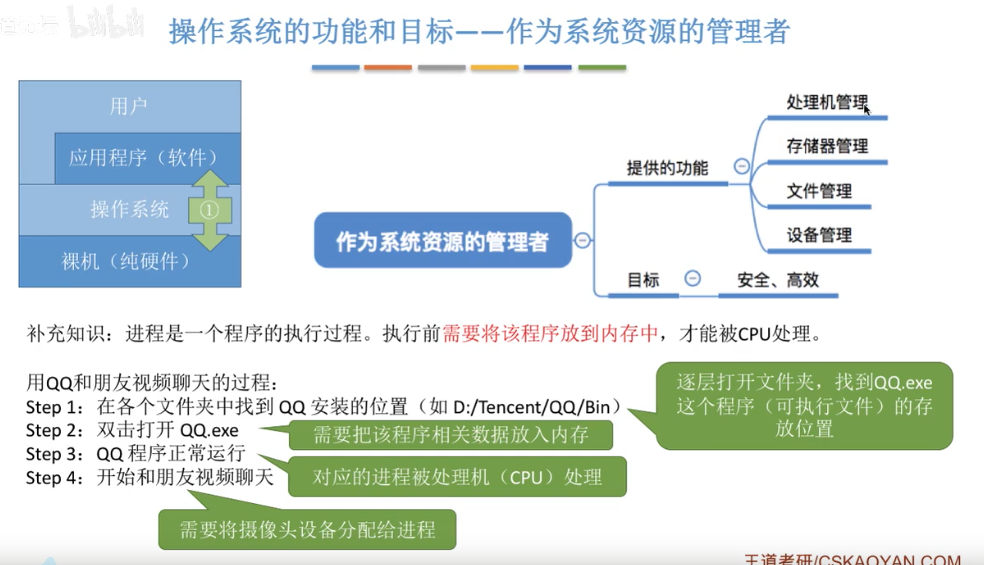 操作系统的功能和目标——作为系统资源的管理者
用户
应用程序（软件）
操作系统
①
裸机（纯硬件）
作为系统资源的管理者
提供的功能
处理机管理
存储器管理
文件管理
设备管理
目标
安全、高效
补充知识：进程是一个程序的执行过程。执行前需要将该程序放到内存中，才能被CPU处理。
用QQ和朋友视频聊天的过程：
Step 1：在各个文件夹中找到 QQ 安装的位置（如 D:/Tencent/QQ/Bin）
逐层打开文件夹，找到QQ.exe
这个程序（可执行文件）的存
放位置
Step 2：双击打开 QQ.exe
需要把该程序相关数据放入内存
Step 3：QQ 程序正常运行
对应的进程被处理机（CPU）处理
Step 4：开始和朋友视频聊天
需要将摄像头设备分配给进程
王道考研/CSKAOYAN.COM